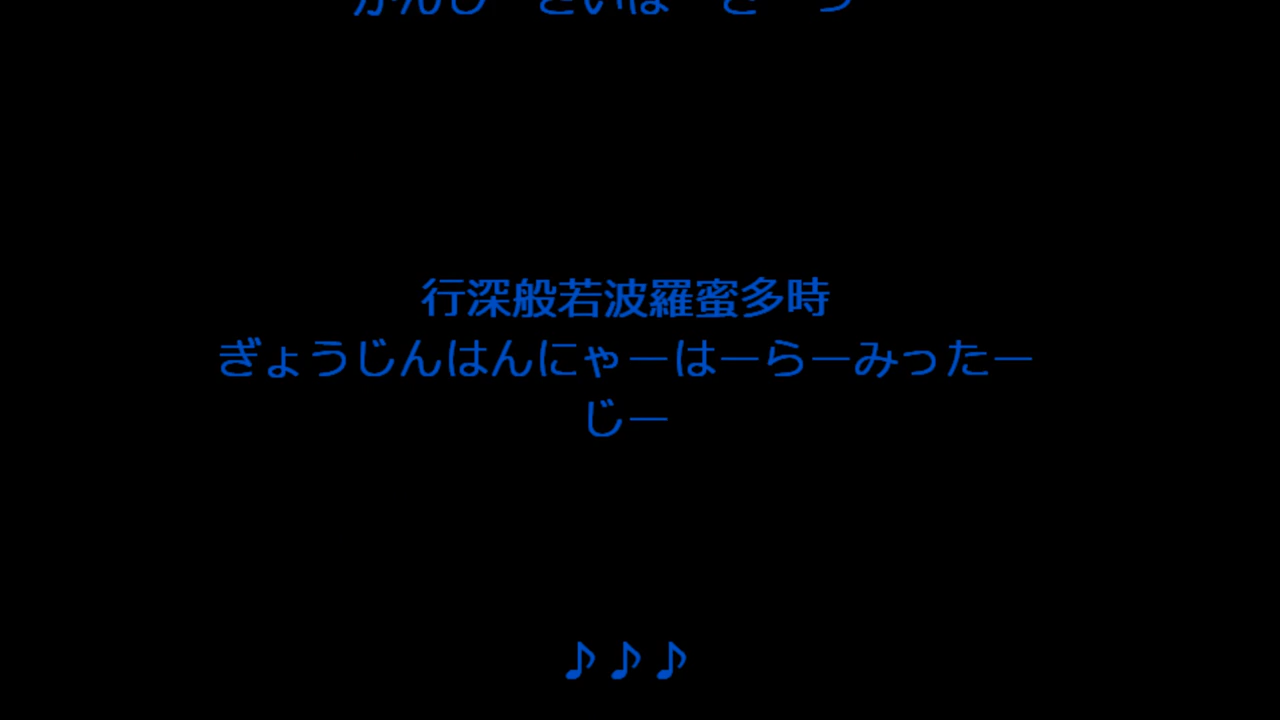 行深般若波羅蜜多時
ぎょうじんはんにゃーはーらーみったー
じー
♪♪♪